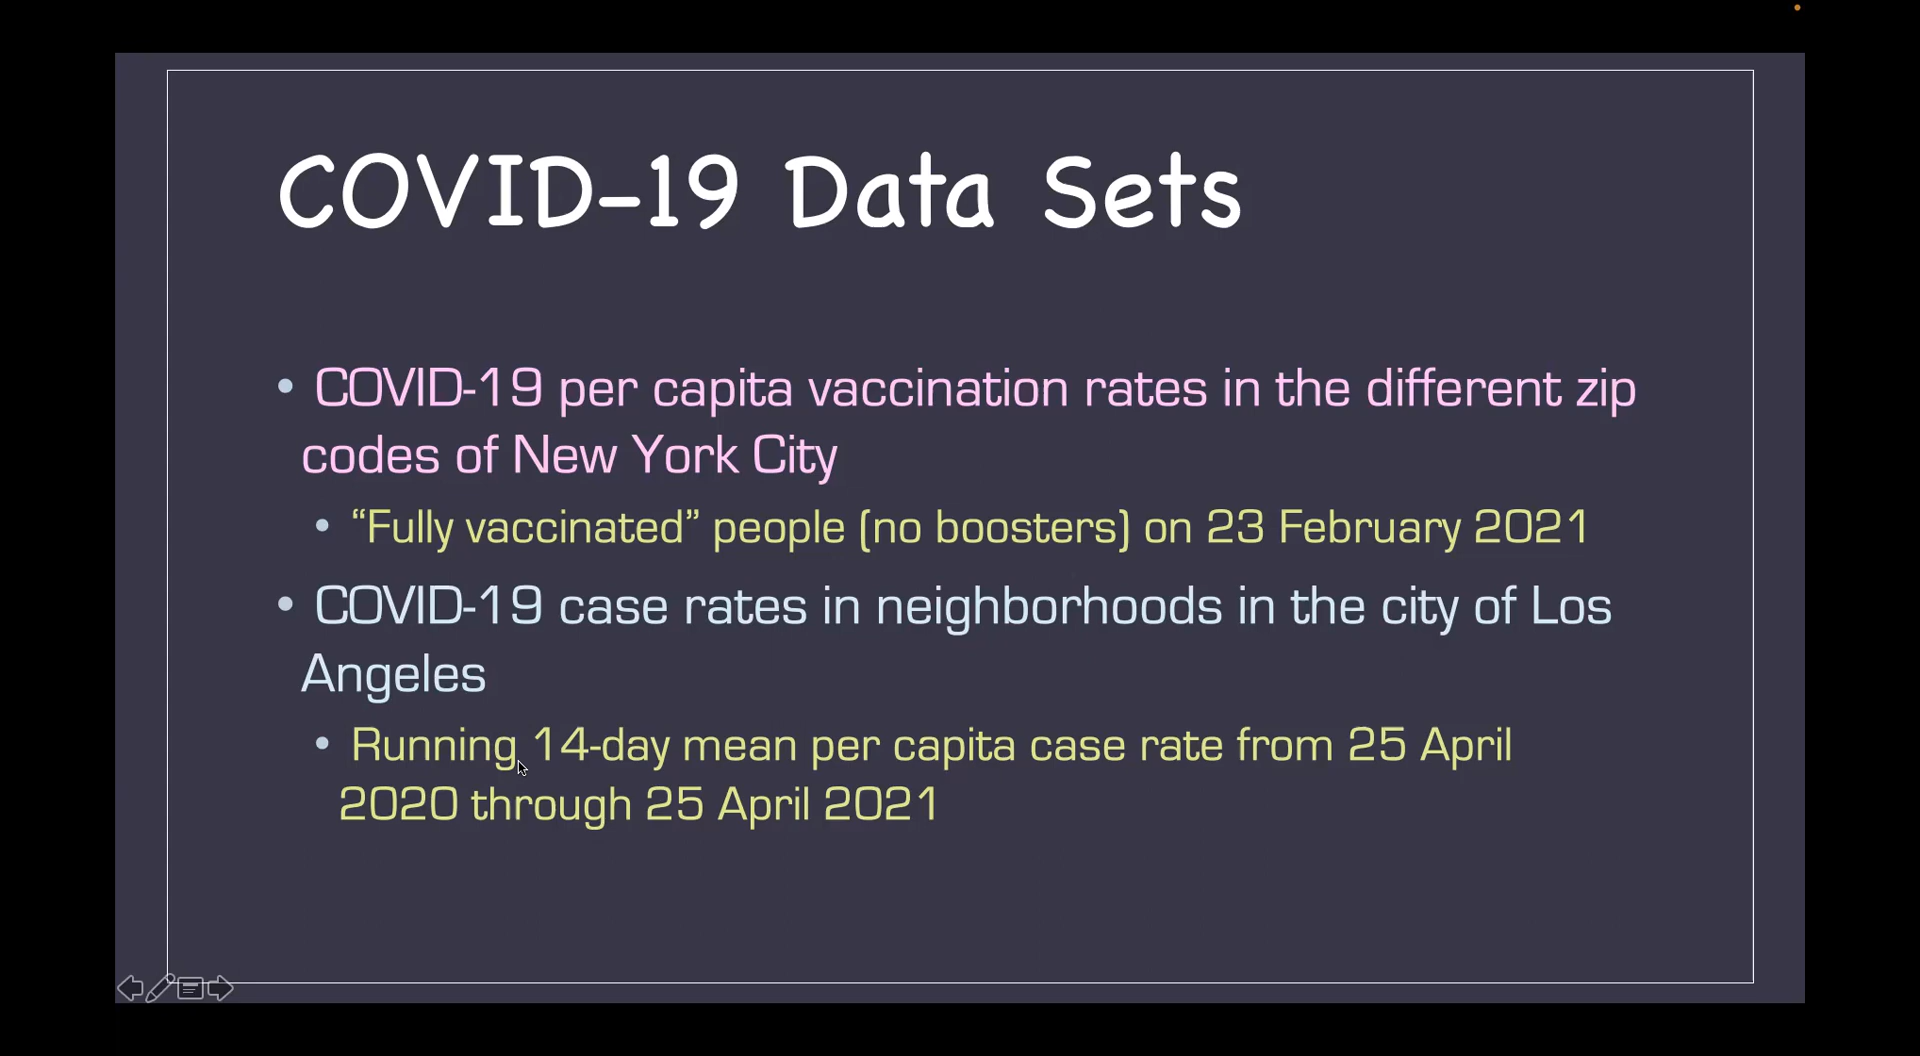 COVID-19 Data Sets
• COVID-19 per capita vaccination rates in the different zip
codes of New York City
• “Fully vaccinated” people (no boosters) on 23 February 2021
• COVID-19 case rates in neighborhoods in the city of Los
Angeles
• Running 14-day mean per capita case rate from 25 April
2020 through 25 April 2021